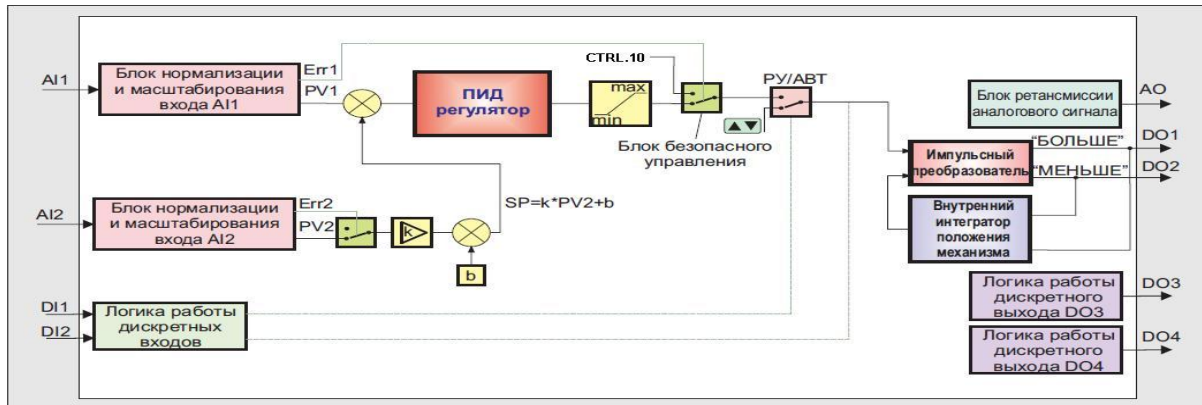 AI1
Блок нормализации
и масштабирования
входа AI1
Err1
PV1
ПИД
регулятор
max
min
CTRL.10
РУ/АВТ
Блок безопасного
управления
Блок ретансмиссии
аналогового сигнала
AO
"БОЛЬШЕ"
DO1
Импульсный
преобразователь
"МЕНЬШЕ"
DO2
Внутренний
интегратор
положения
механизма
AI2
Блок нормализации
и масштабирования
входа AI2
Err2
PV2
k
SP=k*PV2+b
b
DI1
DI2
Логика работы
дискретных
входов
Логика работы
дискретного
выхода DO3
DO3
Логика работы
дискретного
выхода DO4
DO4